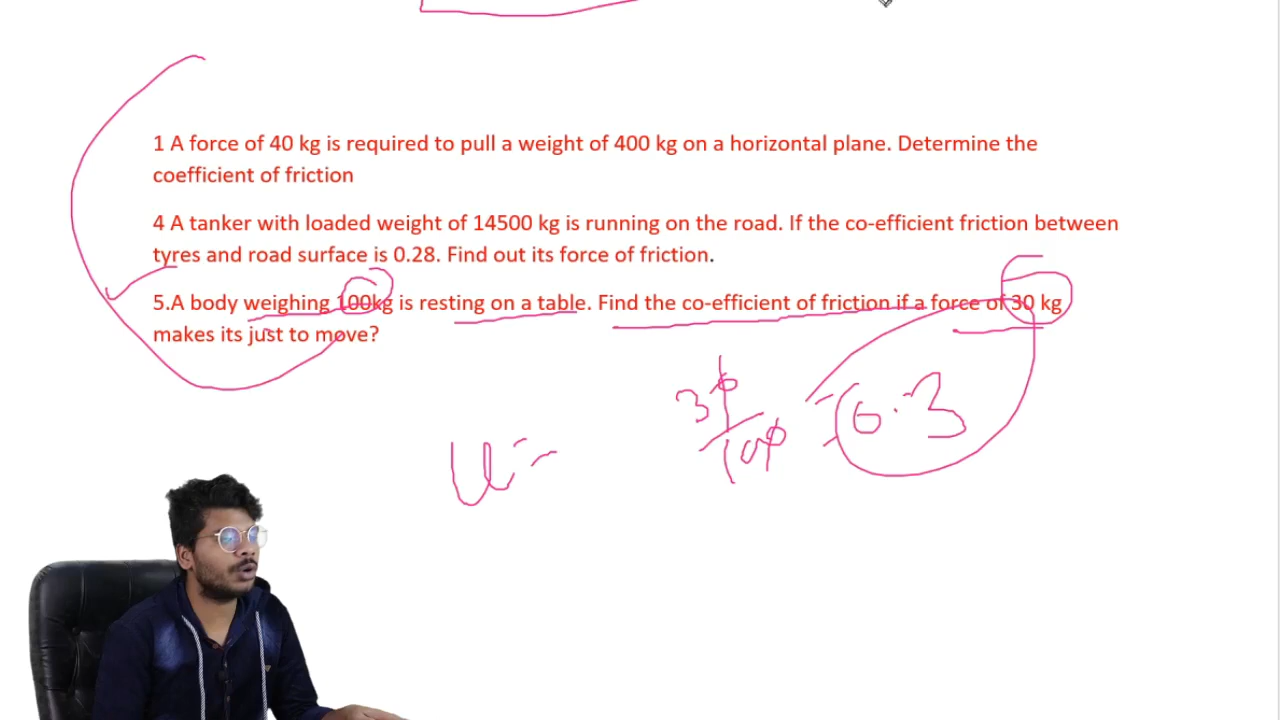 1 A force of 40 kg is required to pull a weight of 400 kg on a horizontal plane. Determine the
coefficient of friction
4 A tanker with loaded weight of 14500 kg is running on the road. If the co-efficient friction between
tyres and road surface is 0.28. Find out its force of friction.
5.A body weighing 100kg is resting on a table. Find the co-efficient of friction if a force of 30 kg
makes its just to move?
u = 30/100 = 0.3